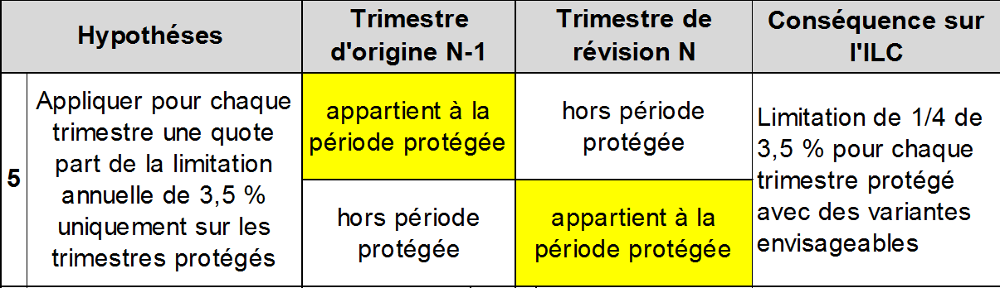 Hypothéses
Trimestre
d'origine N-1
Trimestre de
révision N
Conséquence sur
l'ILC
5
Appliquer pour chaque
trimestre une quote
part de la limitation
annuelle de 3,5 %
uniquement sur les
trimestres protégés
appartient à la
période protégée
hors période
protégée
hors période
protégée
appartient à la
période protégée
Limitation de 1/4 de
3,5 % pour chaque
trimestre protégé
avec des variantes
envisageables